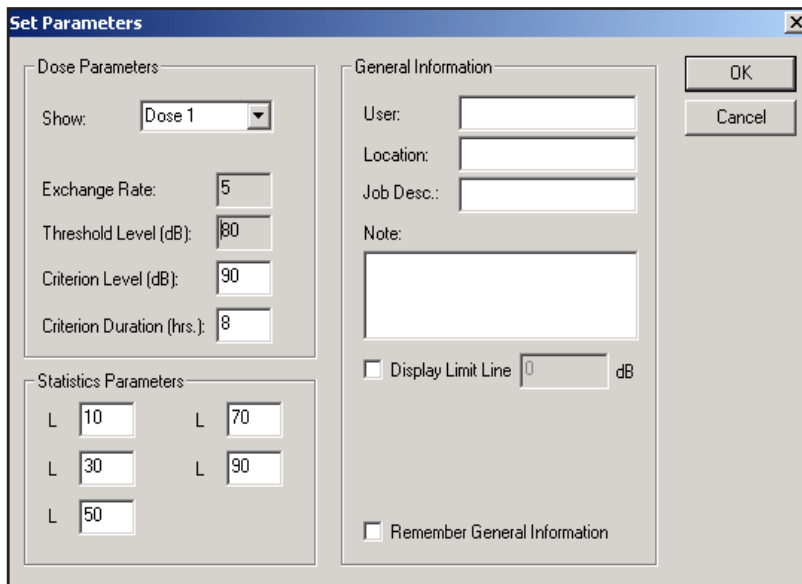 Set Parameters
Dose Parameters
Show: Dose 1
Exchange Rate: 5
Threshold Level (dB): 80
Criterion Level (dB): 90
Criterion Duration (hrs.): 8
Statistics Parameters
L 10 L 70
L 30 L 90
L 50
General Information
User:
Location:
Job Desc.:
Note:
Display Limit Line 0 dB
Remember General Information
OK
Cancel